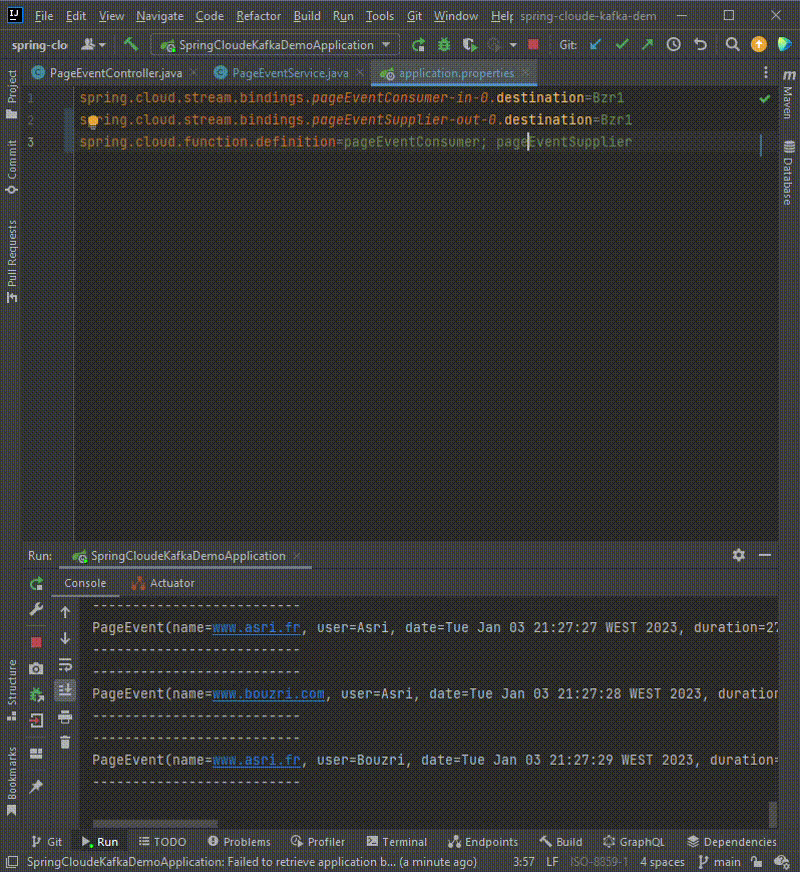 File Edit View Navigate Code Refactor Build Run Tools Git Window Help spring-cloude-kafka-dem
spring-clo SpringCloudeKafkaDemoApplication Git:
PageEventController.java PageEventService.java application.properties
Project
Commit
Pull Requests
Structure
Bookmarks
Maven
Database
1 spring.cloud.stream.bindings.pageEventConsumer-in-0.destination=Bzr1
2 spring.cloud.stream.bindings.pageEventSupplier-out-0.destination=Bzr1
3 spring.cloud.function.definition=pageEventConsumer; pageEventSupplier
Run: SpringCloudeKafkaDemoApplication
Console Actuator
--------------------------
PageEvent(name=www.asri.fr, user=Asri, date=Tue Jan 03 21:27:27 WEST 2023, duration=27
--------------------------
--------------------------
PageEvent(name=www.bouzri.com, user=Asri, date=Tue Jan 03 21:27:28 WEST 2023, duration
--------------------------
--------------------------
PageEvent(name=www.asri.fr, user=Bouzri, date=Tue Jan 03 21:27:29 WEST 2023, duration=
--------------------------
Git Run TODO Problems Profiler Terminal Endpoints Build GraphQL Dependencies
SpringCloudeKafkaDemoApplication: Failed to retrieve application b... (a minute ago) 3:57 LF ISO-8859-1 4 spaces main